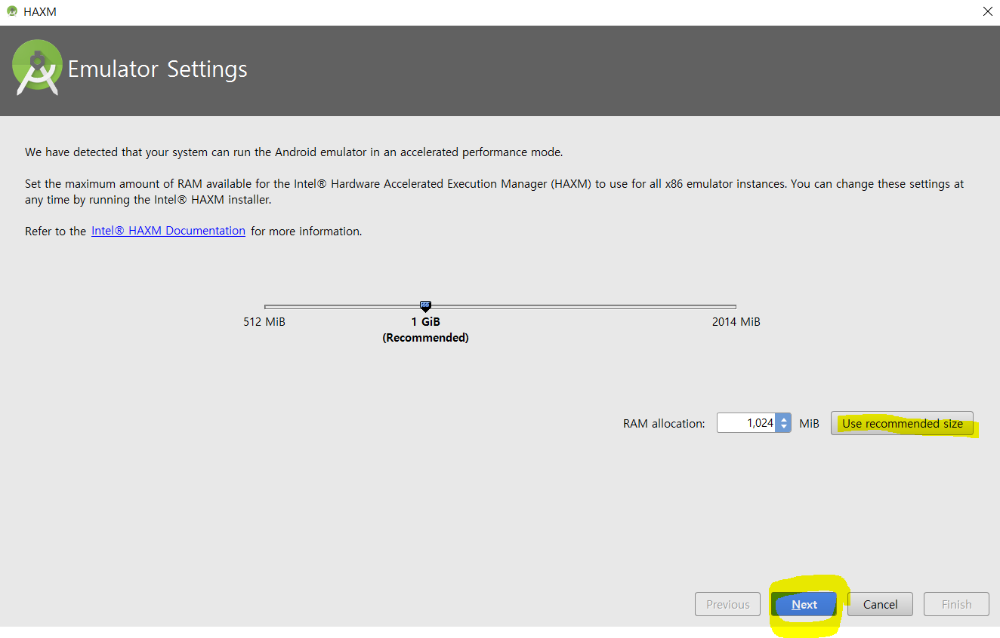 HAXM
Emulator Settings
We have detected that your system can run the Android emulator in an accelerated performance mode.
Set the maximum amount of RAM available for the Intel® Hardware Accelerated Execution Manager (HAXM) to use for all x86 emulator instances. You can change these settings at
any time by running the Intel® HAXM installer.
Refer to the Intel® HAXM Documentation for more information.
512 MiB 1 GiB 2014 MiB
(Recommended)
RAM allocation: 1,024 MiB Use recommended size
Previous Next Cancel Finish